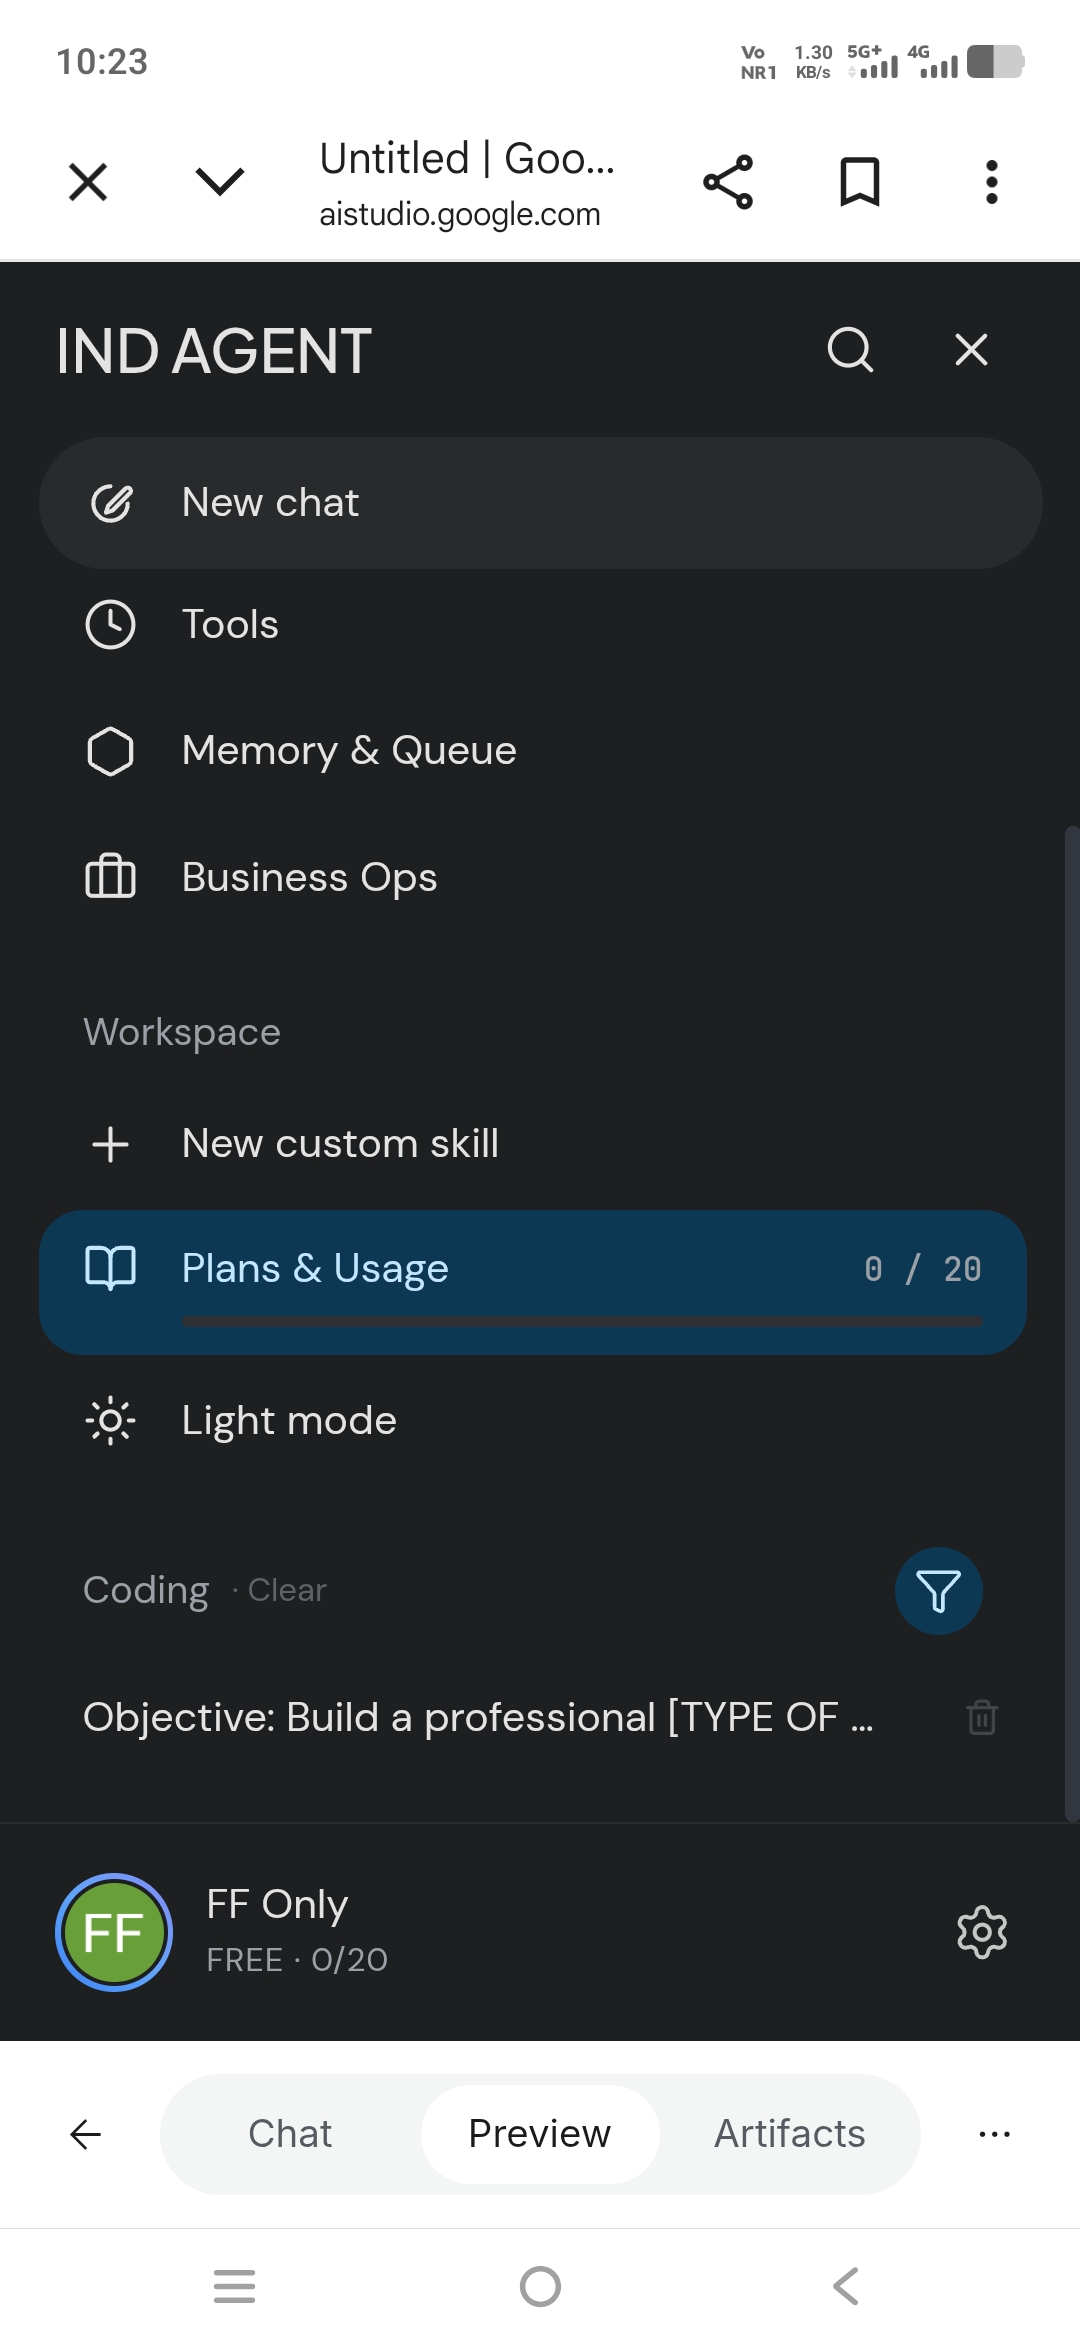 10:23
Vo NR1 1.30 KB/s 5G+ 4G
Untitled | Goo...
aistudio.google.com
IND AGENT
New chat
Tools
Memory & Queue
Business Ops
Workspace
New custom skill
Plans & Usage 0 / 20
Light mode
Coding · Clear
Objective: Build a professional [TYPE OF ...
FF
FF Only
FREE · 0/20
Chat Preview Artifacts